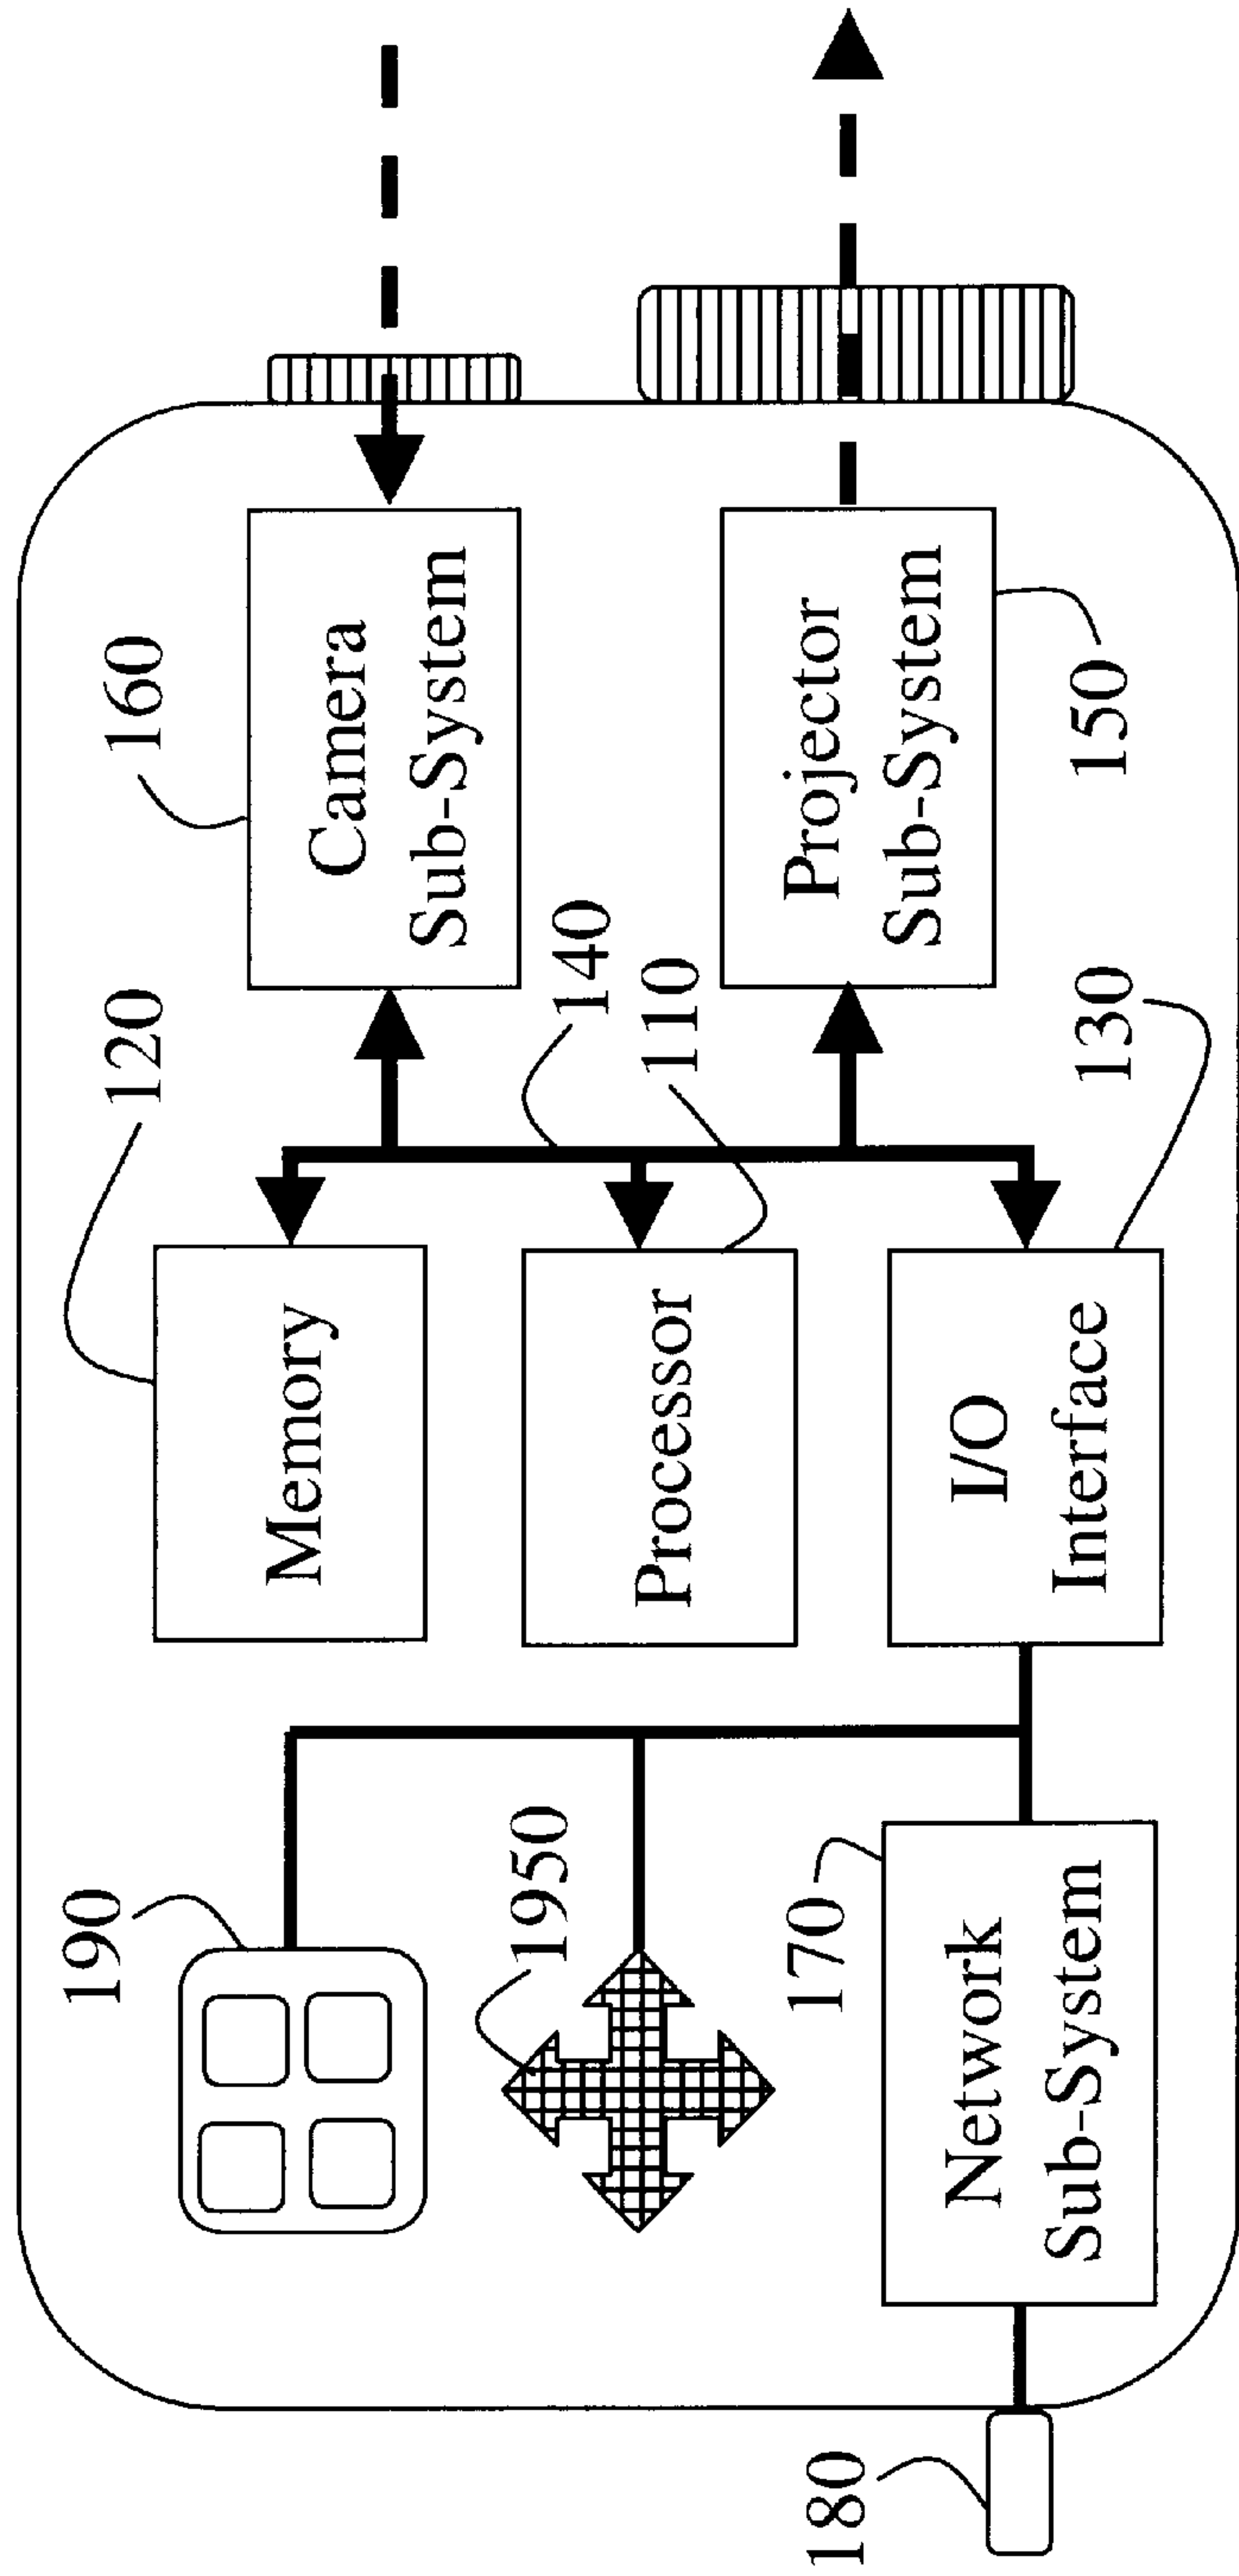 190
120
160
Memory
Camera
Sub-System
1950
140
110
Processor
Projector
Sub-System
180
170
Network
Sub-System
I/O
Interface
130
150